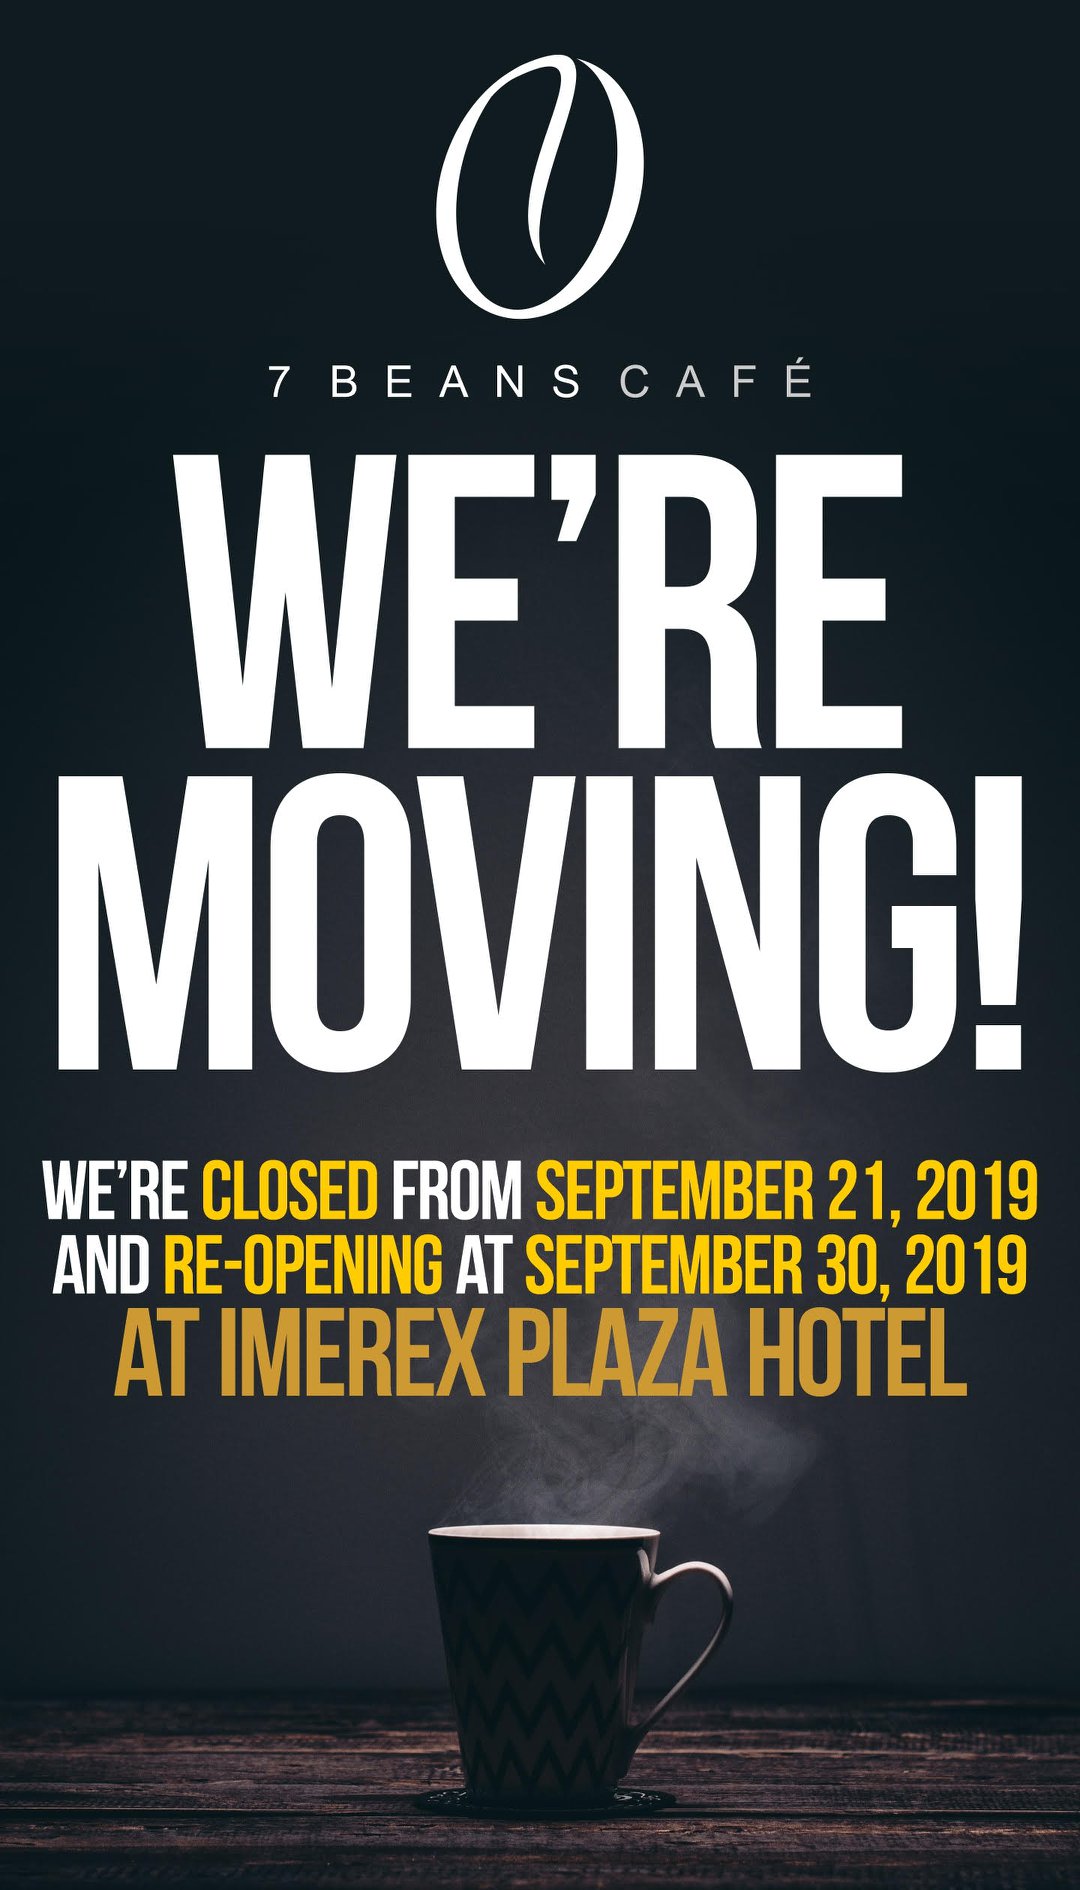 7 BEANS CAFÉ
WE’RE
MOVING!
WE’RE CLOSED FROM SEPTEMBER 21, 2019
AND RE-OPENING AT SEPTEMBER 30, 2019
AT IMEREX PLAZA HOTEL